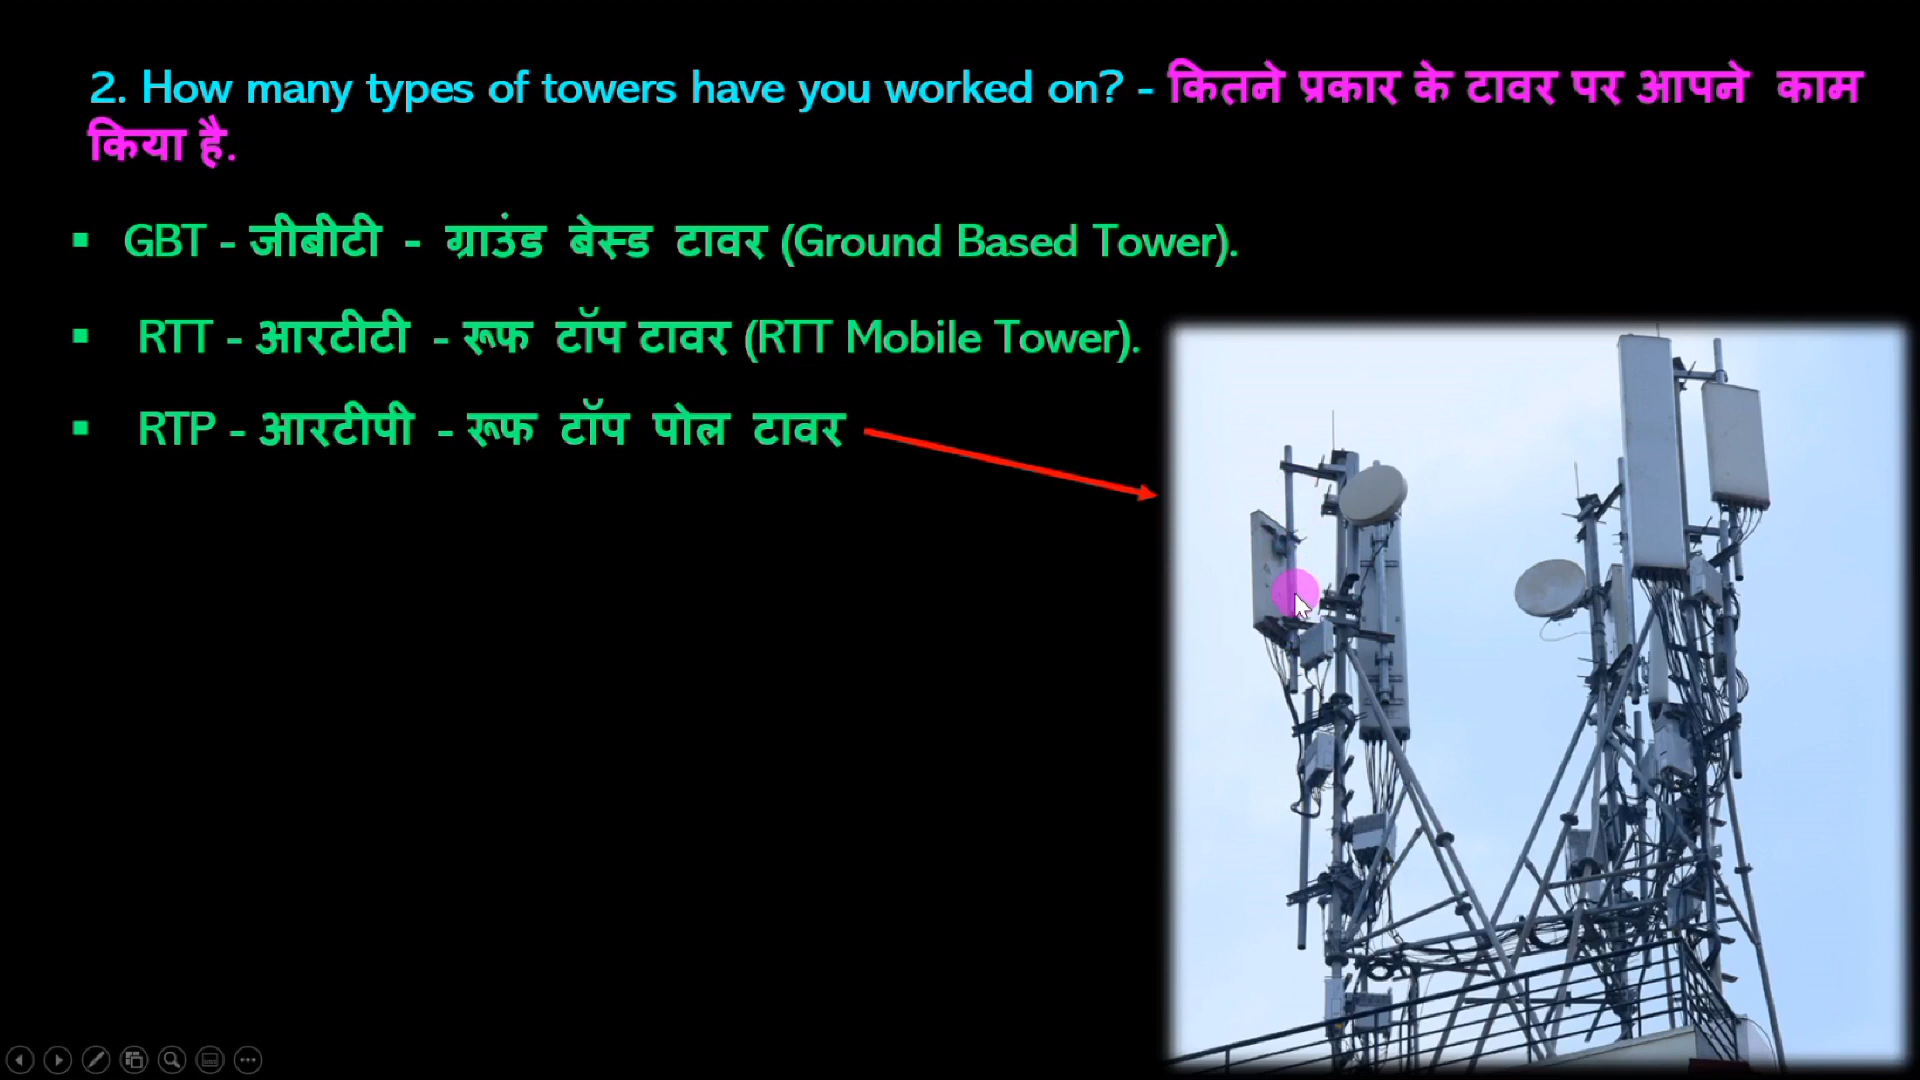 2. How many types of towers have you worked on? - कितने प्रकार के टावर पर आपने काम
किया है.
▪ GBT - जीबीटी - ग्राउंड बेस्ड टावर (Ground Based Tower).
▪ RTT - आरटीटी - रूफ टॉप टावर (RTT Mobile Tower).
▪ RTP - आरटीपी - रूफ टॉप पोल टावर